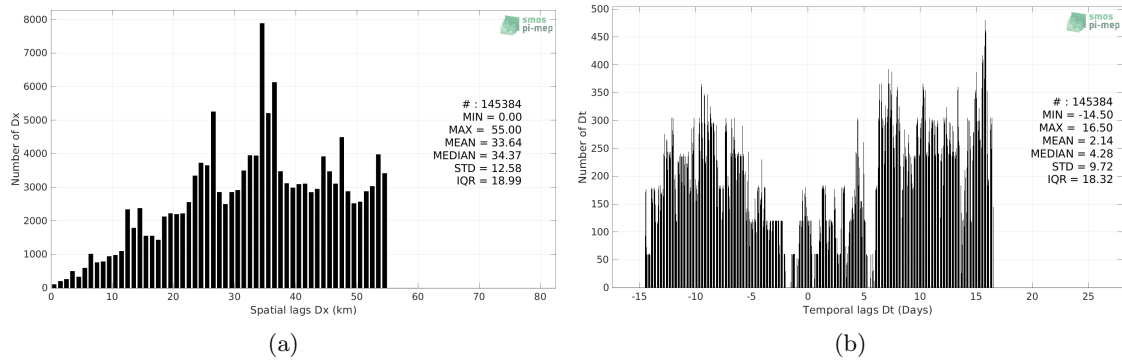 8000
7000
6000
5000
4000
3000
2000
1000
0
Number of Dx
0 10 20 30 40 50 60 70 80
Spatial lags Dx (km)
smos
pi-mep
# : 145384
MIN = 0.00
MAX = 55.00
MEAN = 33.64
MEDIAN = 34.37
STD = 12.58
IQR = 18.99
(a)
500
450
400
350
300
250
200
150
100
50
0
Number of Dt
-15 -10 -5 0 5 10 15 20 25
Temporal lags Dt (Days)
smos
pi-mep
# : 145384
MIN = -14.50
MAX = 16.50
MEAN = 2.14
MEDIAN = 4.28
STD = 9.72
IQR = 18.32
(b)